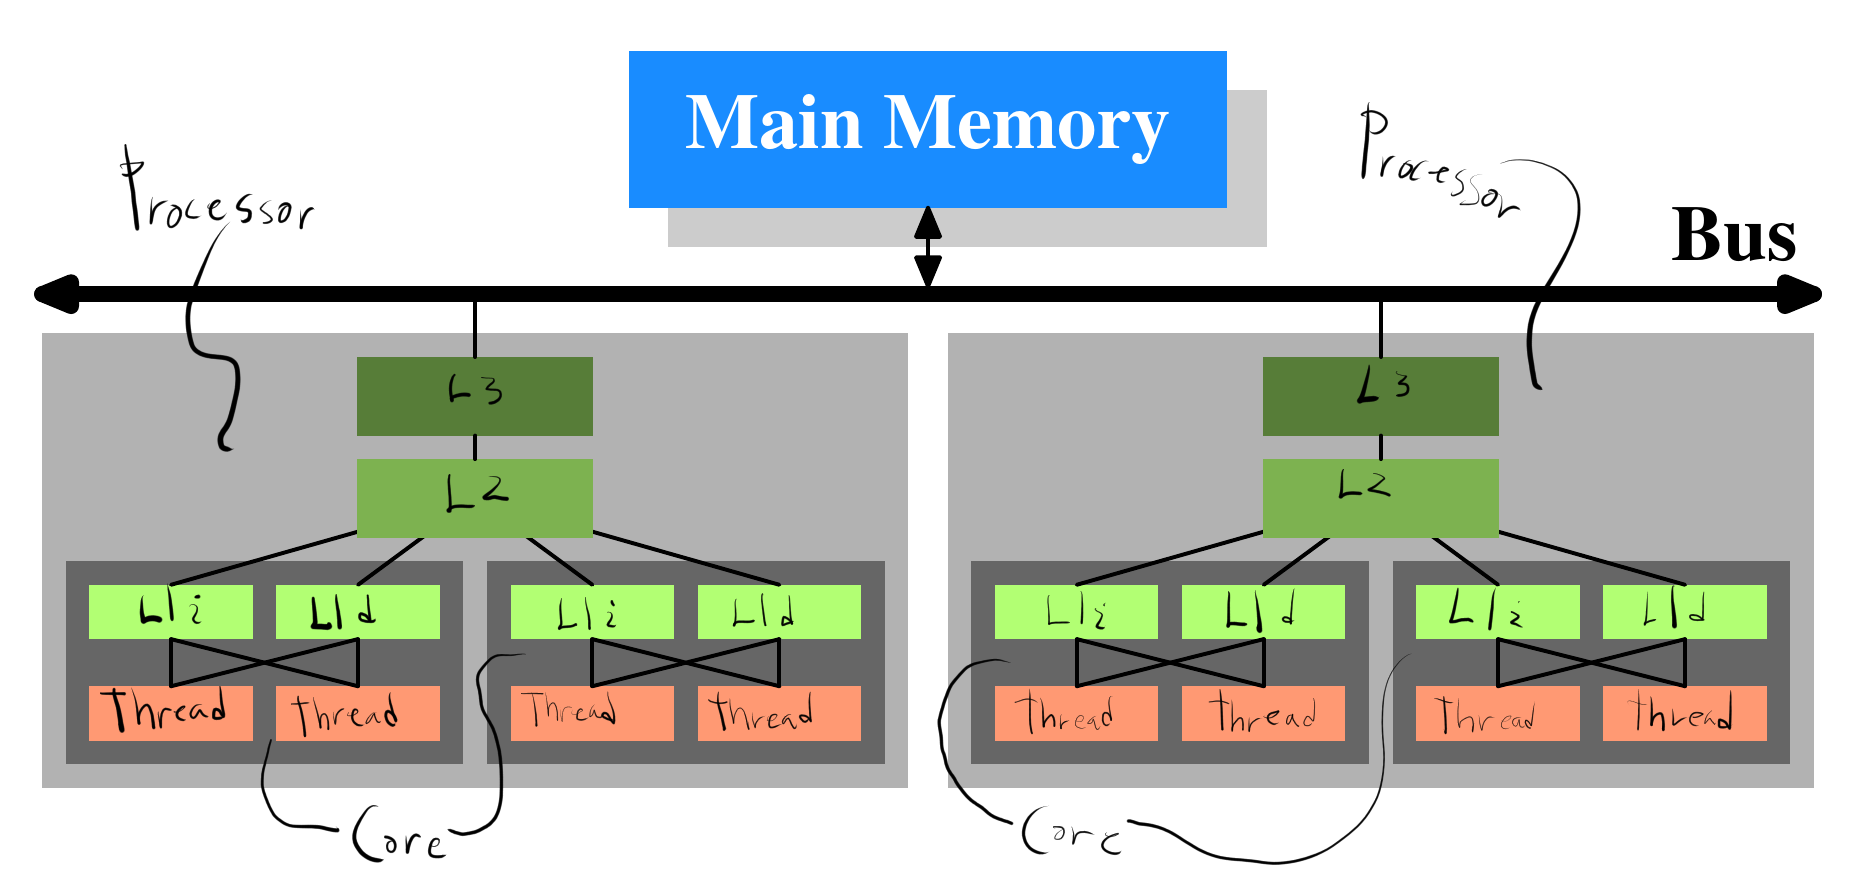 Main Memory
Processor
Processor
Bus
L3
L3
L2
L2
L1i L1d L1i L1d
L1i L1d L1i L1d
Thread Thread Thread Thread
Thread Thread Thread Thread
Core
Core